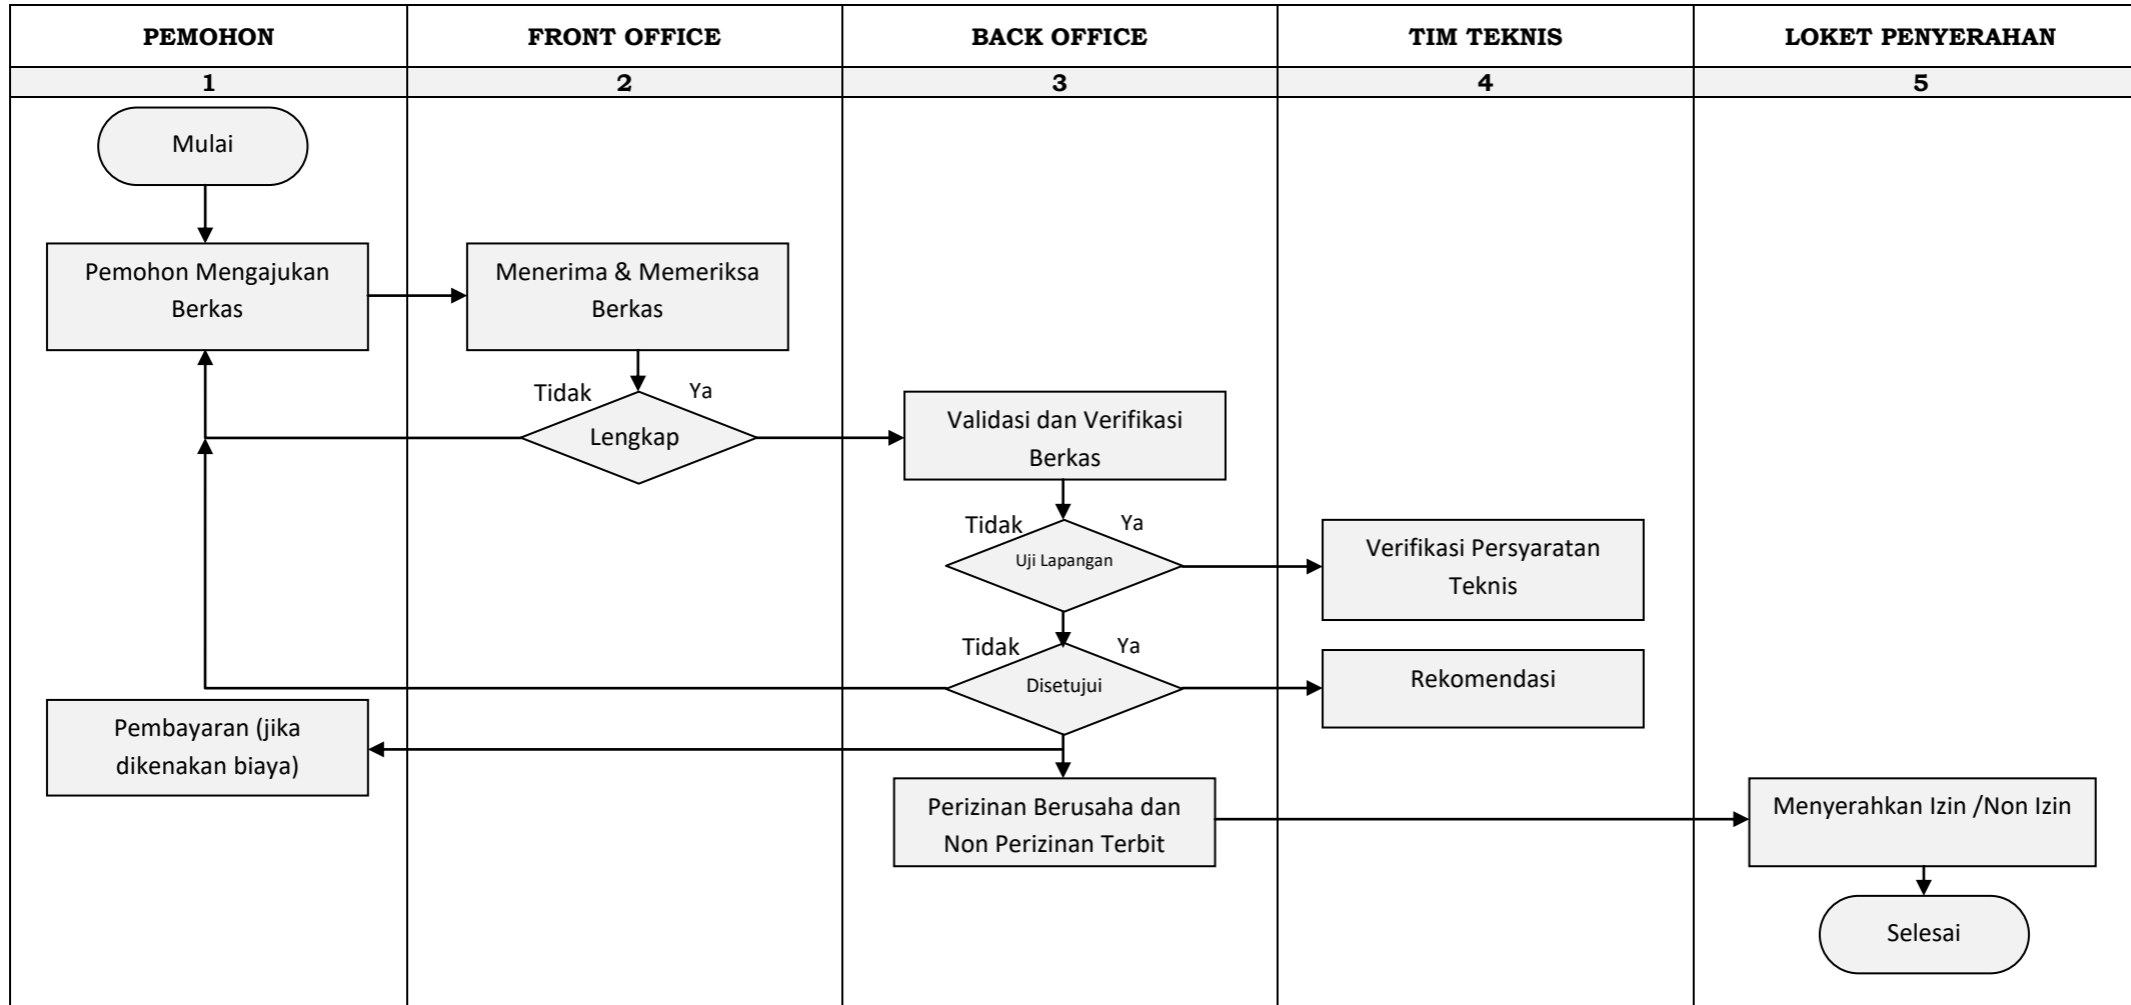 PEMOHON
FRONT OFFICE
BACK OFFICE
TIM TEKNIS
LOKET PENYERAHAN
1
2
3
4
5
Mulai
Pemohon Mengajukan
Berkas
Menerima & Memeriksa
Berkas
Tidak
Ya
Lengkap
Validasi dan Verifikasi
Berkas
Tidak
Ya
Uji Lapangan
Verifikasi Persyaratan
Teknis
Tidak
Ya
Disetujui
Rekomendasi
Pembayaran (jika
dikenakan biaya)
Perizinan Berusaha dan
Non Perizinan Terbit
Menyerahkan Izin /Non Izin
Selesai